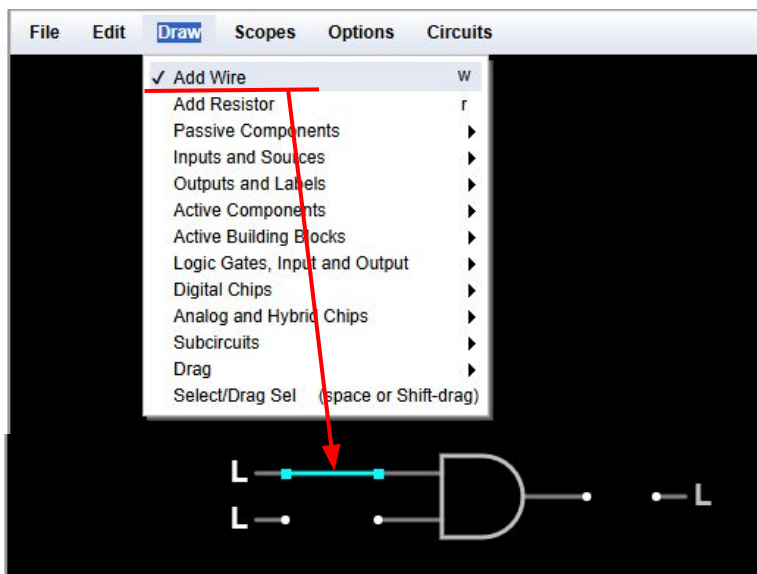 File Edit Draw Scopes Options Circuits
✓ Add Wire w
Add Resistor r
Passive Components
Inputs and Sources
Outputs and Labels
Active Components
Active Building Blocks
Logic Gates, Input and Output
Digital Chips
Analog and Hybrid Chips
Subcircuits
Drag
Select/Drag Sel (space or Shift-drag)
L
L
L